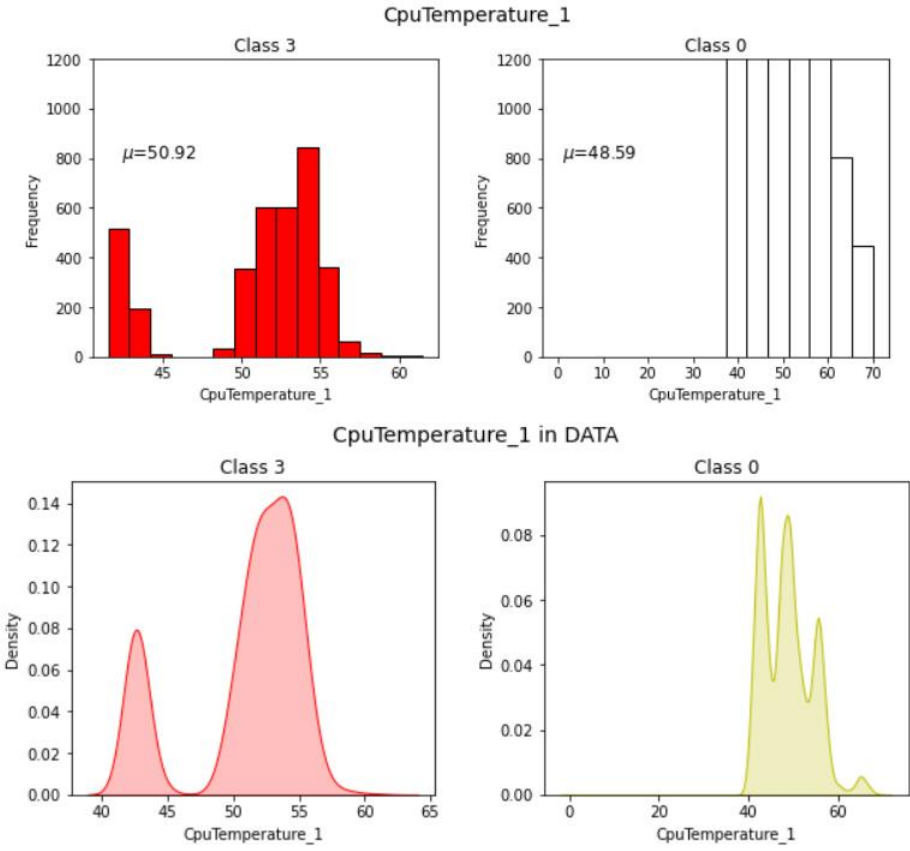 CpuTemperature_1
Class 3
1200
1000
800
600
400
200
0
Frequency
μ=50.92
45 50 55 60
CpuTemperature_1
Class 0
1200
1000
800
600
400
200
0
Frequency
μ=48.59
0 10 20 30 40 50 60 70
CpuTemperature_1
CpuTemperature_1 in DATA
Class 3
0.14
0.12
0.10
0.08
0.06
0.04
0.02
0.00
Density
40 45 50 55 60 65
CpuTemperature_1
Class 0
0.08
0.06
0.04
0.02
0.00
Density
0 20 40 60
CpuTemperature_1